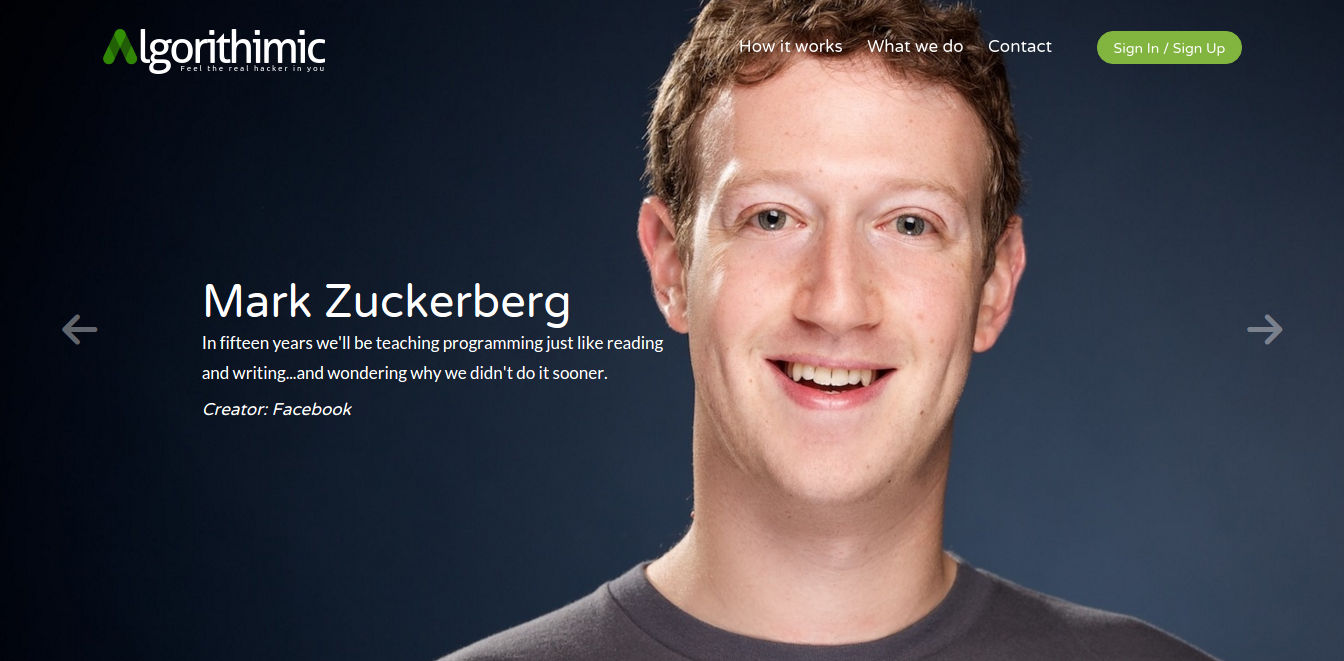 Algorithimic
Feel the real hacker in you
How it works What we do Contact Sign In / Sign Up
Mark Zuckerberg
In fifteen years we'll be teaching programming just like reading
and writing...and wondering why we didn't do it sooner.
Creator: Facebook